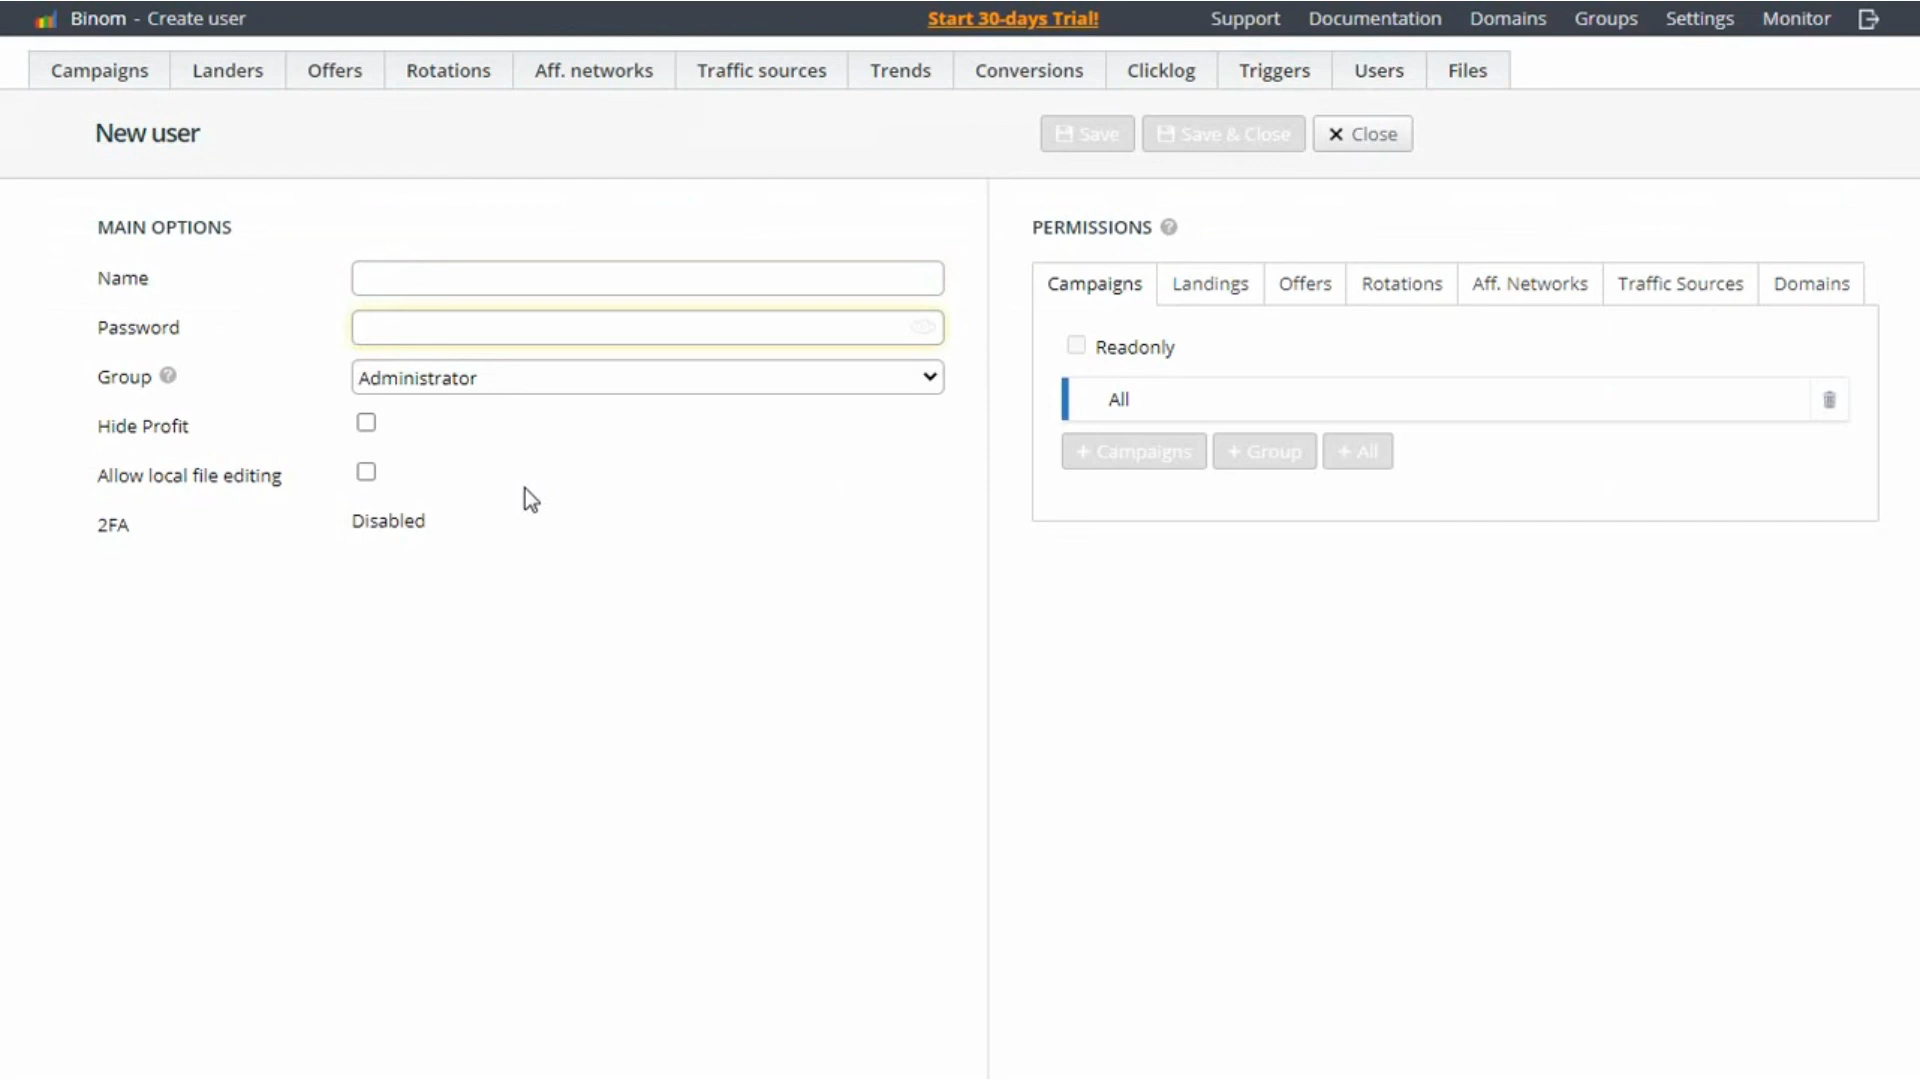 Binom - Create user
Start 30-days Trial!
Support Documentation Domains Groups Settings Monitor
Campaigns Landers Offers Rotations Aff. networks Traffic sources Trends Conversions Clicklog Triggers Users Files
New user
Save Save & Close × Close
MAIN OPTIONS
Name
Password
Group ? Administrator
Hide Profit
Allow local file editing
2FA Disabled
PERMISSIONS ?
Campaigns Landings Offers Rotations Aff. Networks Traffic Sources Domains
Readonly
All
+ Campaigns + Group + All